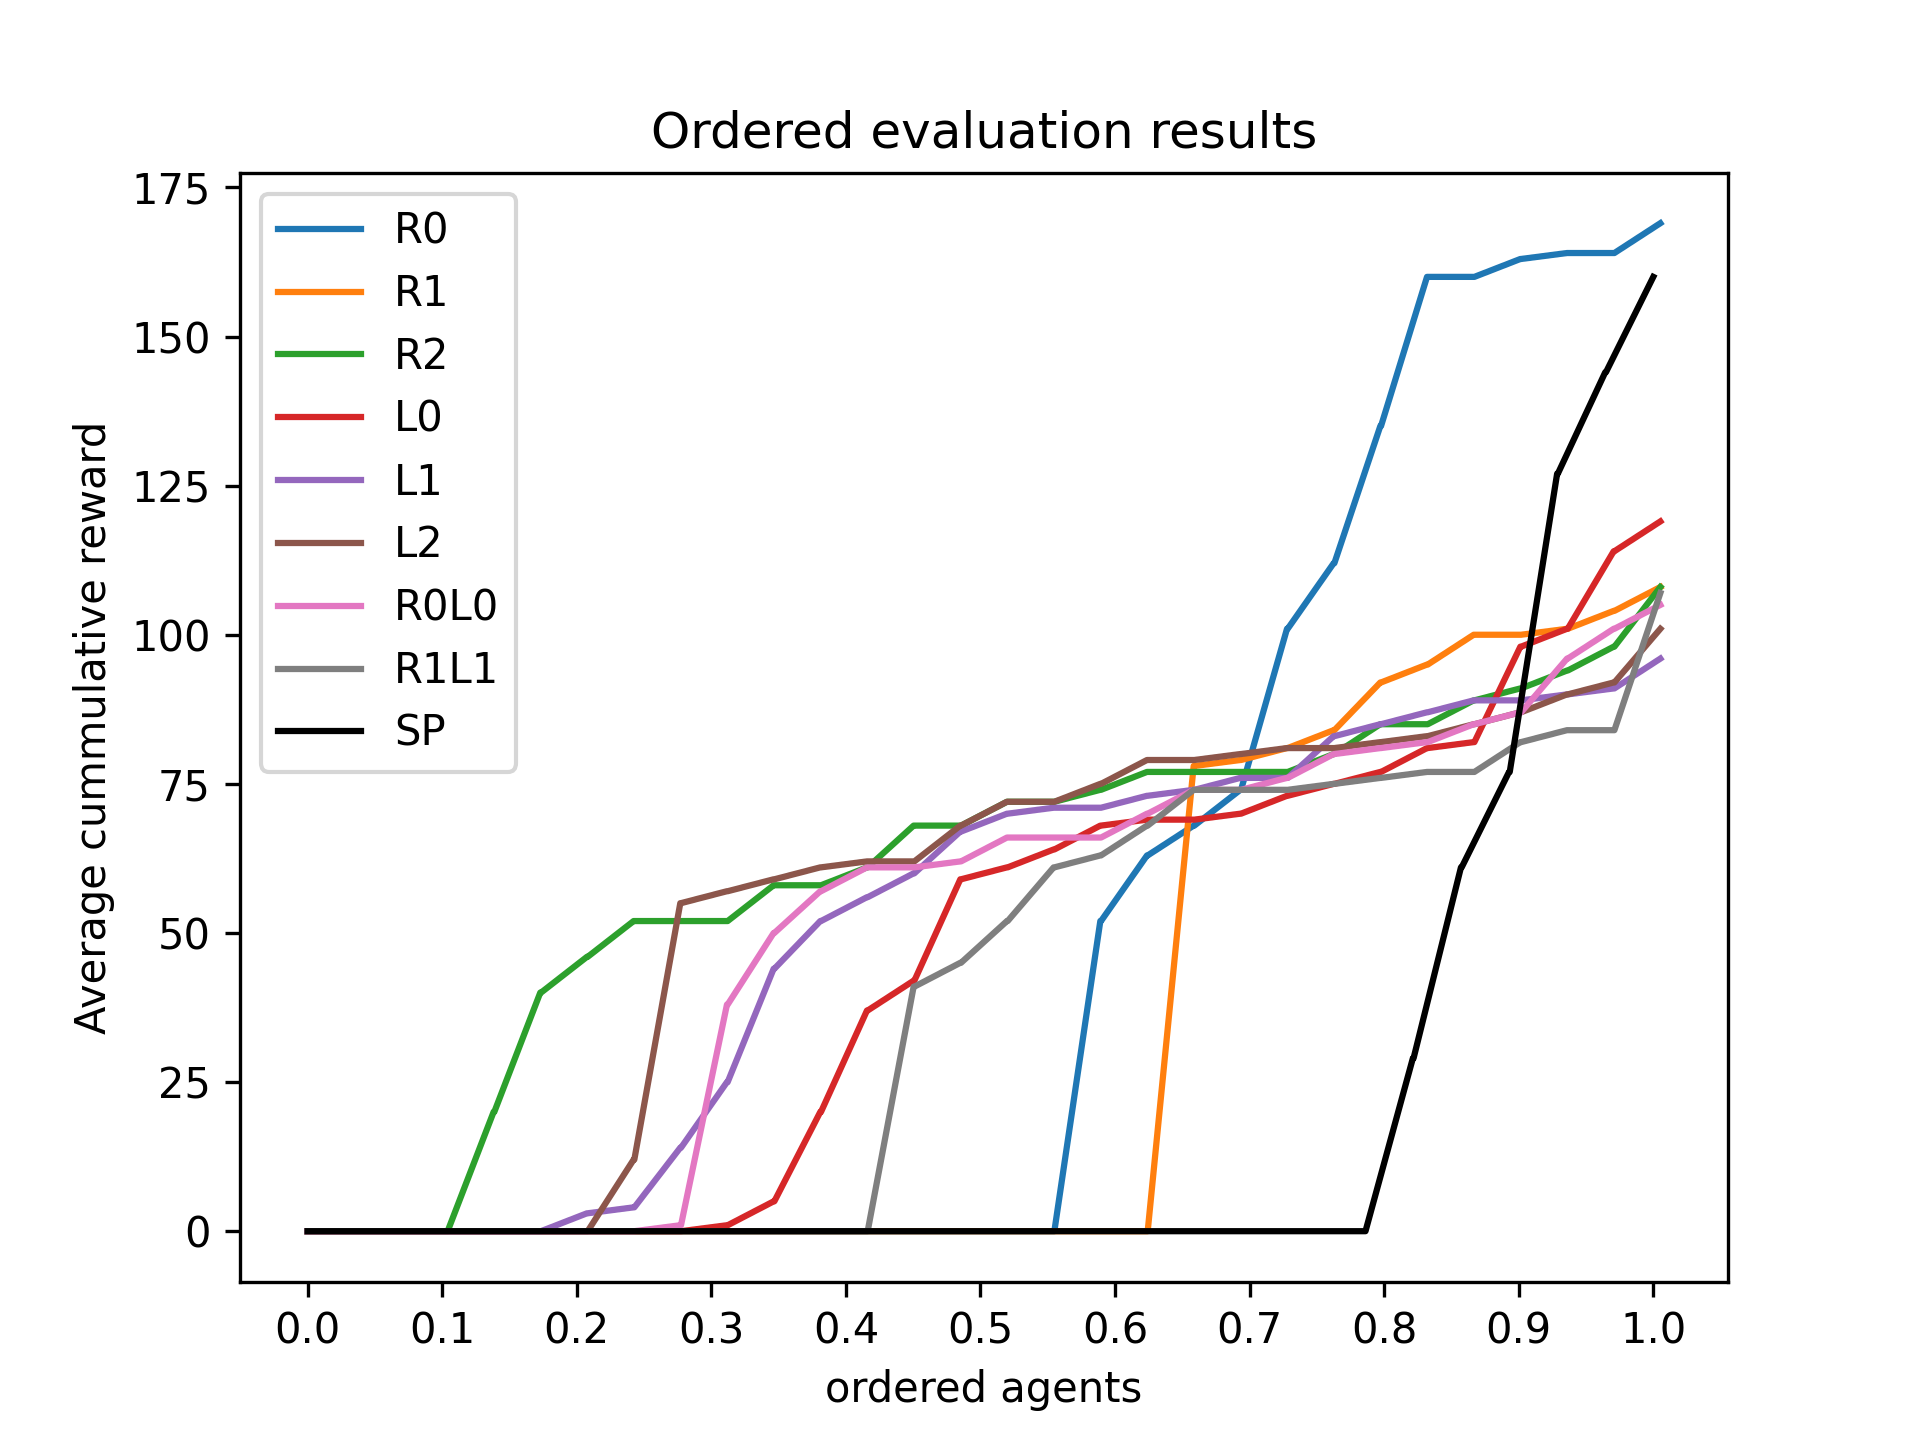 Ordered evaluation results
175
150
125
100
75
50
25
0
Average cummulative reward
R0
R1
R2
L0
L1
L2
R0L0
R1L1
SP
0.0 0.1 0.2 0.3 0.4 0.5 0.6 0.7 0.8 0.9 1.0
ordered agents